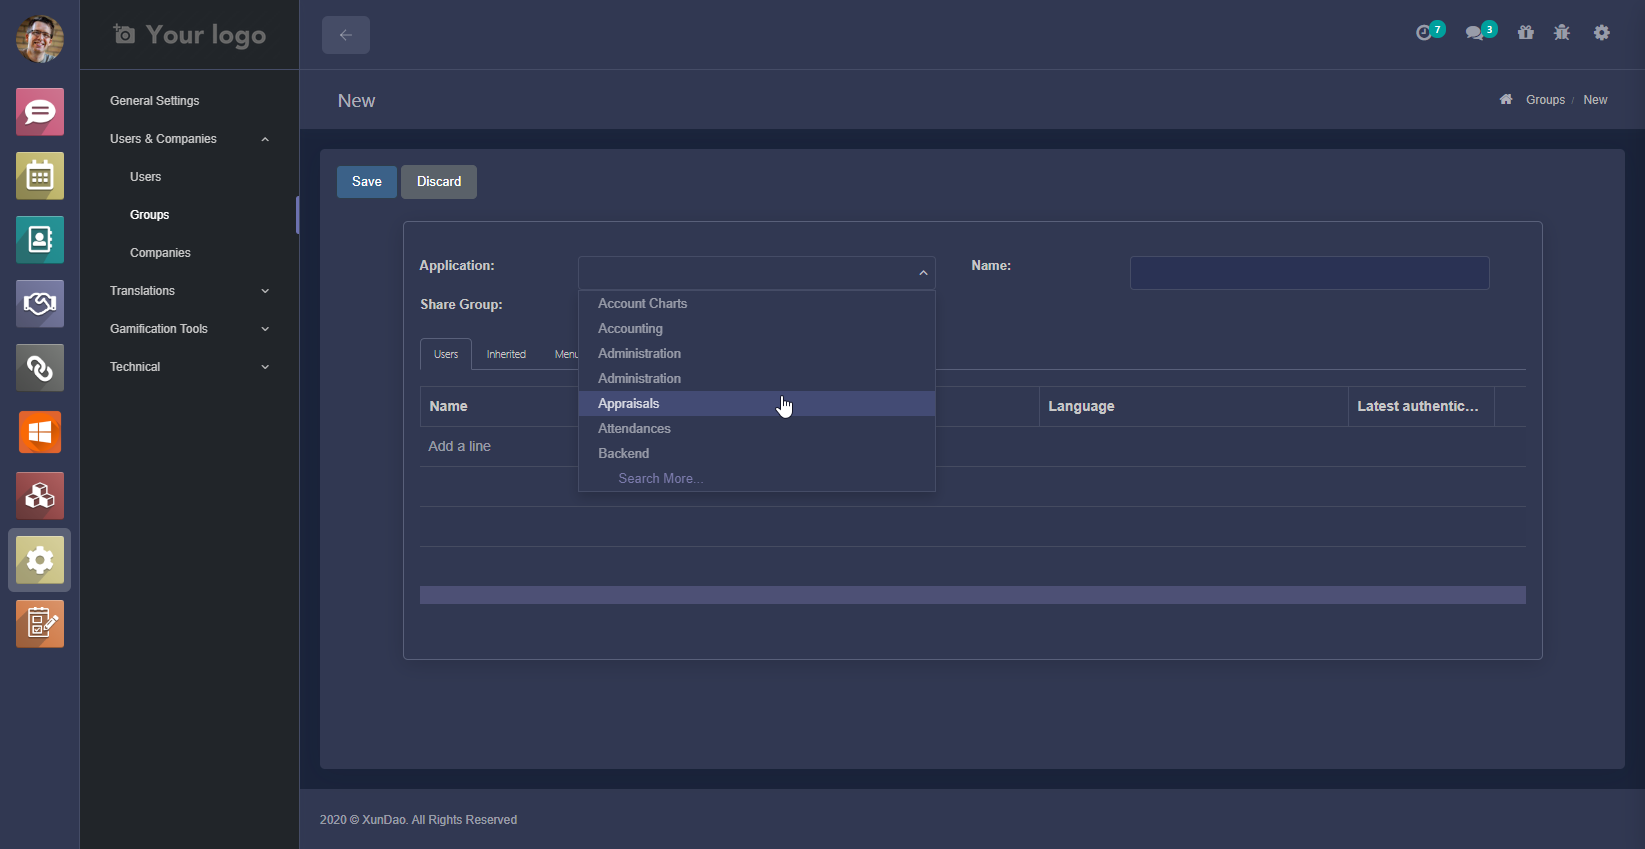 Your logo
7
3
General Settings
Users & Companies
Users
Groups
Companies
Translations
Gamification Tools
Technical
New
Groups / New
Save
Discard
Application:
Name:
Share Group:
Account Charts
Accounting
Administration
Administration
Appraisals
Attendances
Backend
Search More...
Users
Inherited
Menu
Name
Language
Latest authentic...
Add a line
2020 © XunDao. All Rights Reserved